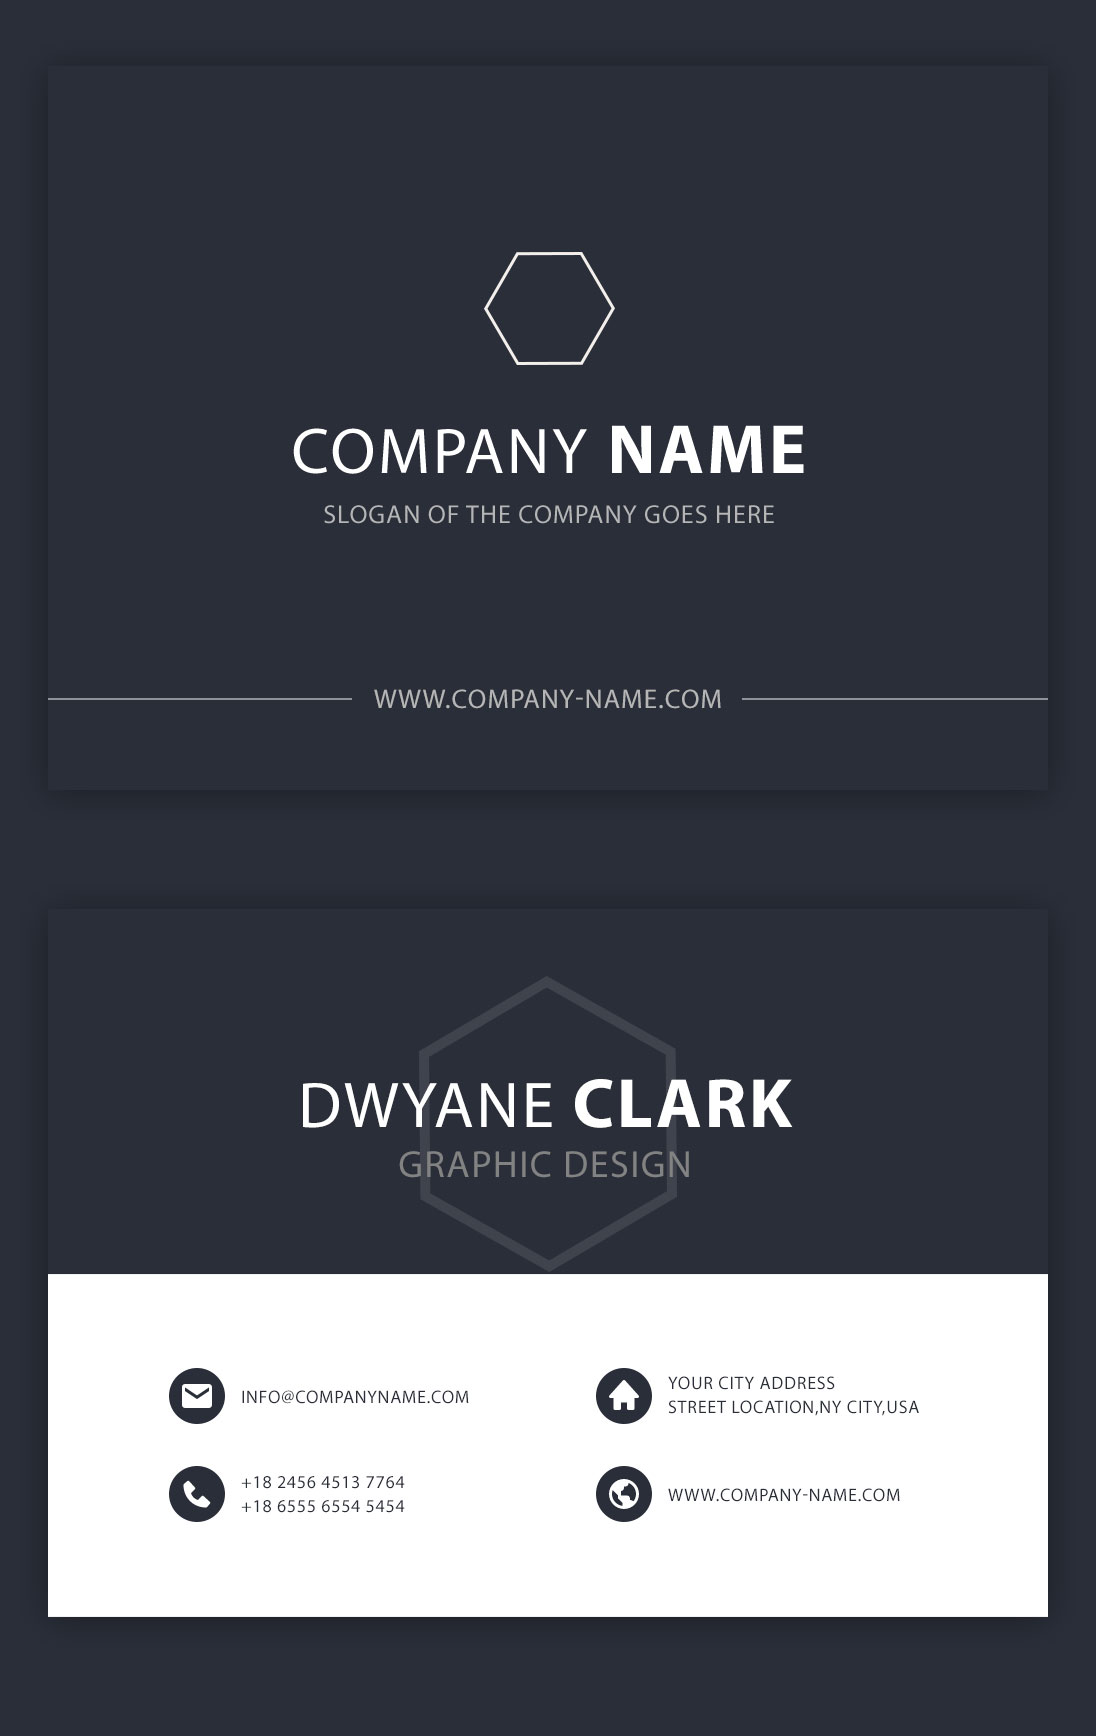 COMPANY NAME
SLOGAN OF THE COMPANY GOES HERE
WWW.COMPANY-NAME.COM
DWYANE CLARK
GRAPHIC DESIGN
INFO@COMPANYNAME.COM
+18 2456 4513 7764
+18 6555 6554 5454
YOUR CITY ADDRESS
STREET LOCATION,NY CITY,USA
WWW.COMPANY-NAME.COM